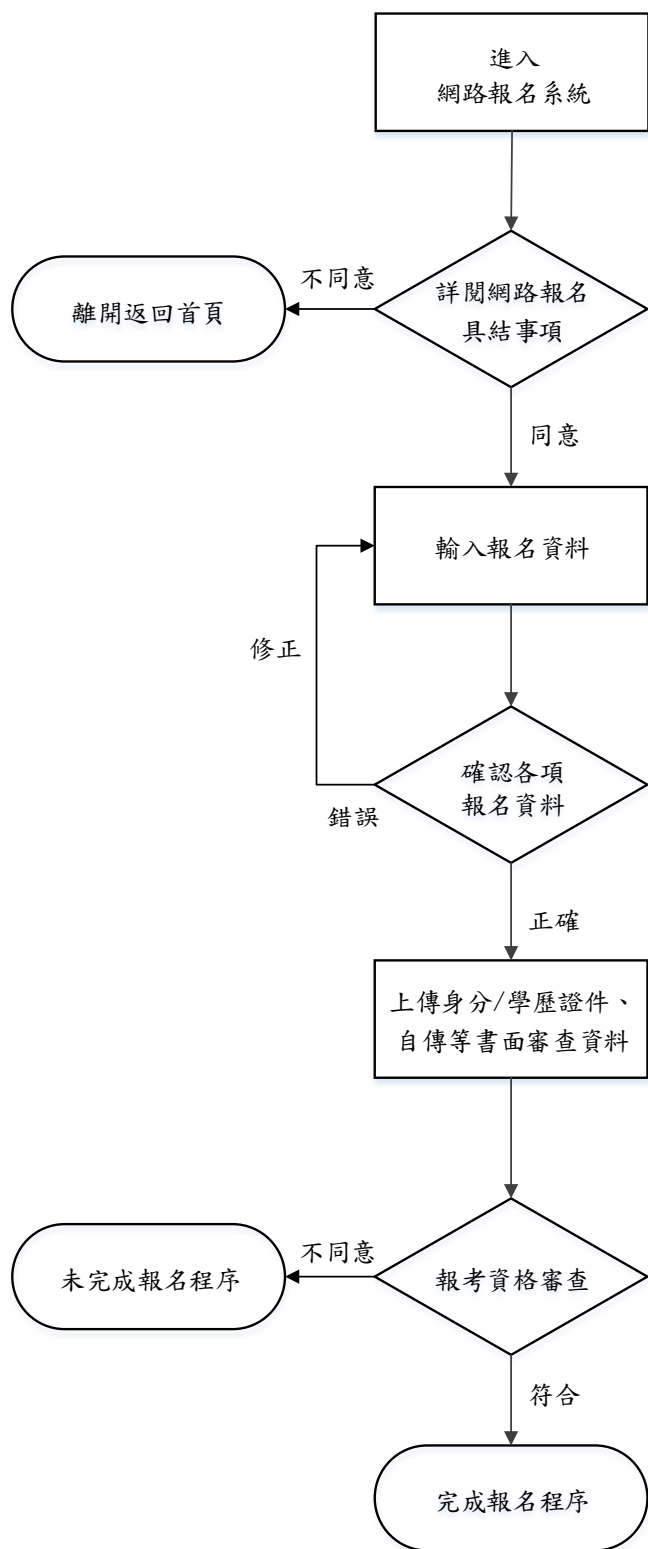 進入
網路報名系統
不同意
離開返回首頁
詳閱網路報名
具結事項
同意
輸入報名資料
修正
確認各項
報名資料
錯誤
正確
上傳身分/學歷證件、
自傳等書面審查資料
不同意
未完成報名程序
報考資格審查
符合
完成報名程序